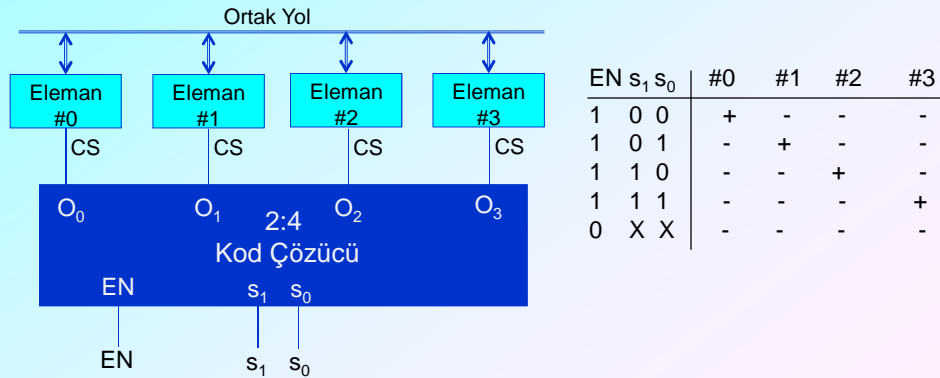 Ortak Yol
Eleman #0
Eleman #1
Eleman #2
Eleman #3
CS CS CS CS
O0 O1 O2 O3
2:4
Kod Çözücü
EN s1 s0
EN s1 s0
EN s1 s0 #0 #1 #2 #3
1 0 0 + - - -
1 0 1 - + - -
1 1 0 - - + -
1 1 1 - - - +
0 X X - - - -